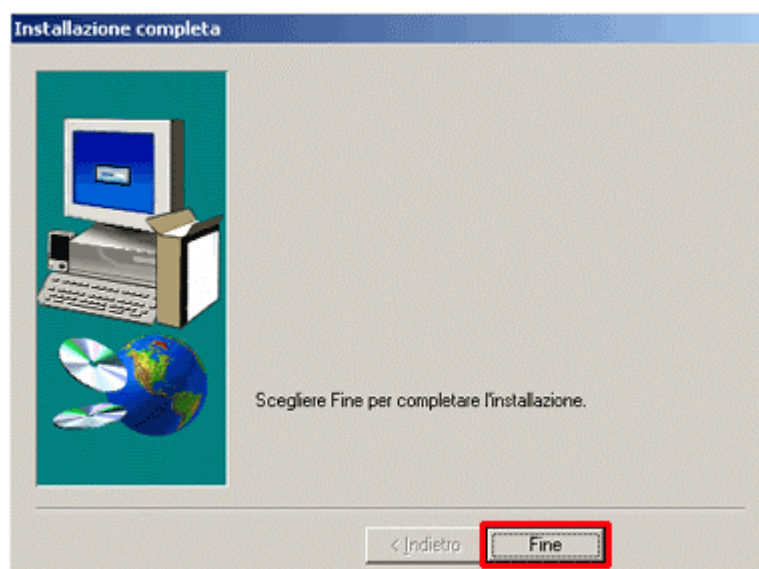 Installazione completa
Scegliere Fine per completare l'installazione.
< Indietro
Fine